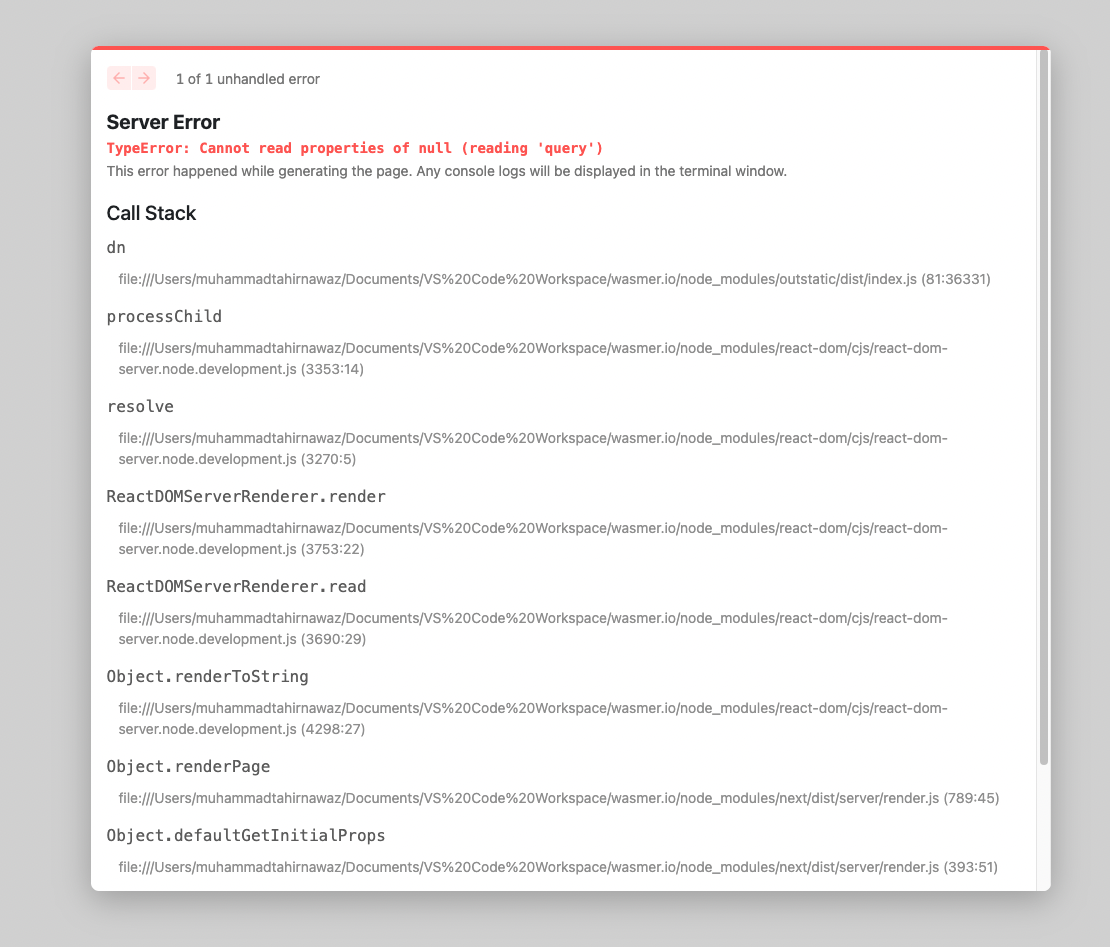 1 of 1 unhandled error
Server Error
TypeError: Cannot read properties of null (reading 'query')
This error happened while generating the page. Any console logs will be displayed in the terminal window.
Call Stack
dn
file:///Users/muhammadtahirnawaz/Documents/VS%20Code%20Workspace/wasmer.io/node_modules/outstatic/dist/index.js (81:36331)
processChild
file:///Users/muhammadtahirnawaz/Documents/VS%20Code%20Workspace/wasmer.io/node_modules/react-dom/cjs/react-dom-
server.node.development.js (3353:14)
resolve
file:///Users/muhammadtahirnawaz/Documents/VS%20Code%20Workspace/wasmer.io/node_modules/react-dom/cjs/react-dom-
server.node.development.js (3270:5)
ReactDOMServerRenderer.render
file:///Users/muhammadtahirnawaz/Documents/VS%20Code%20Workspace/wasmer.io/node_modules/react-dom/cjs/react-dom-
server.node.development.js (3753:22)
ReactDOMServerRenderer.read
file:///Users/muhammadtahirnawaz/Documents/VS%20Code%20Workspace/wasmer.io/node_modules/react-dom/cjs/react-dom-
server.node.development.js (3690:29)
Object.renderToString
file:///Users/muhammadtahirnawaz/Documents/VS%20Code%20Workspace/wasmer.io/node_modules/react-dom/cjs/react-dom-
server.node.development.js (4298:27)
Object.renderPage
file:///Users/muhammadtahirnawaz/Documents/VS%20Code%20Workspace/wasmer.io/node_modules/next/dist/server/render.js (789:45)
Object.defaultGetInitialProps
file:///Users/muhammadtahirnawaz/Documents/VS%20Code%20Workspace/wasmer.io/node_modules/next/dist/server/render.js (393:51)